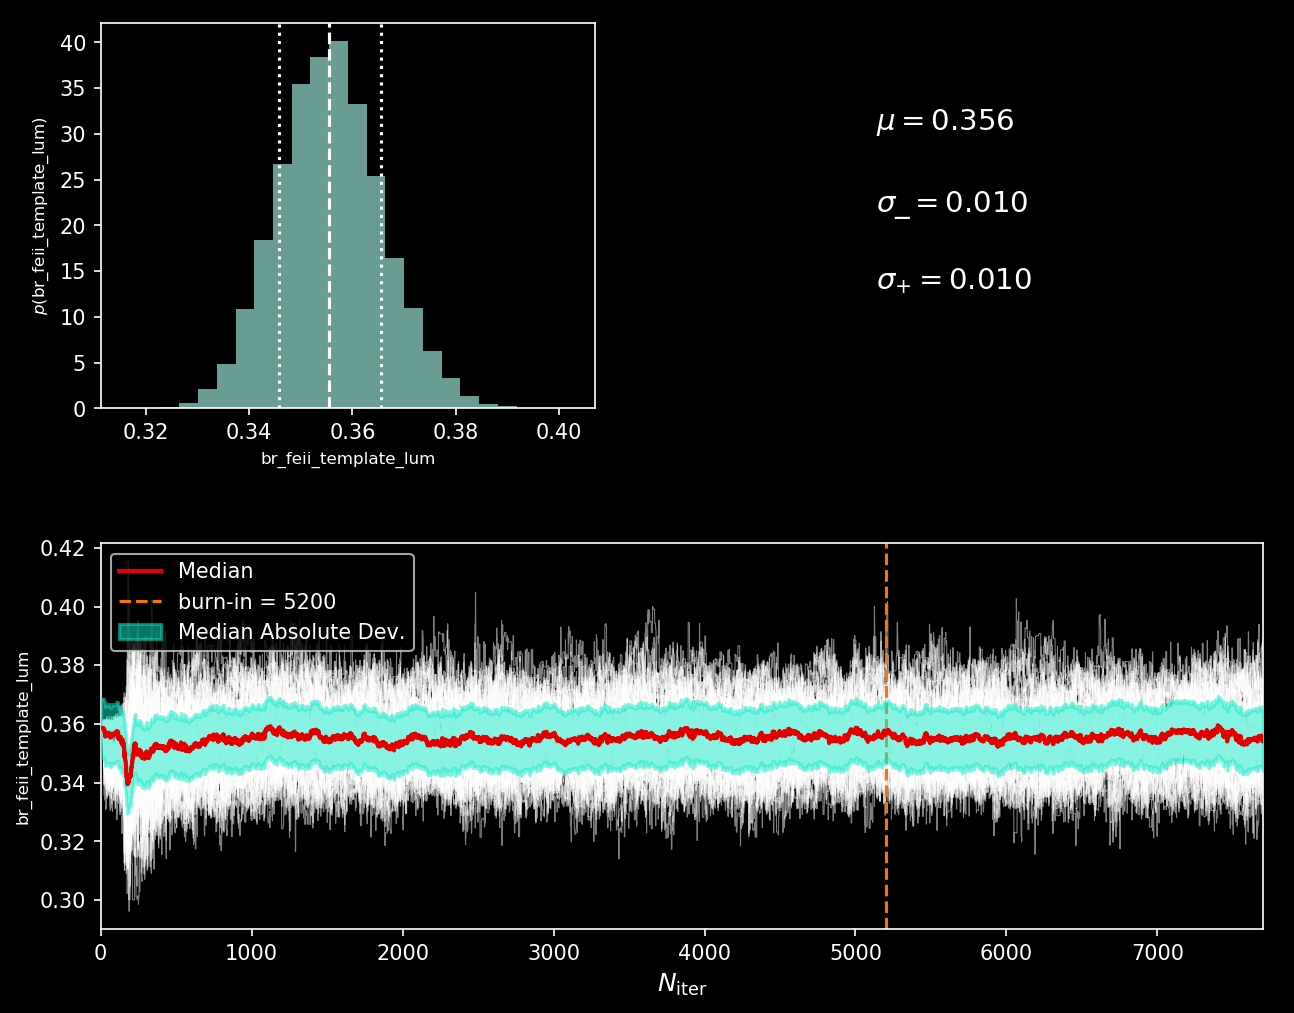 40
35
30
25
20
15
10
5
0
p(br_feii_template_lum)
0.32 0.34 0.36 0.38 0.40
br_feii_template_lum
μ = 0.356
σ₋ = 0.010
σ₊ = 0.010
0.42
0.40
0.38
0.36
0.34
0.32
0.30
br_feii_template_lum
Median
burn-in = 5200
Median Absolute Dev.
0 1000 2000 3000 4000 5000 6000 7000
N_iter